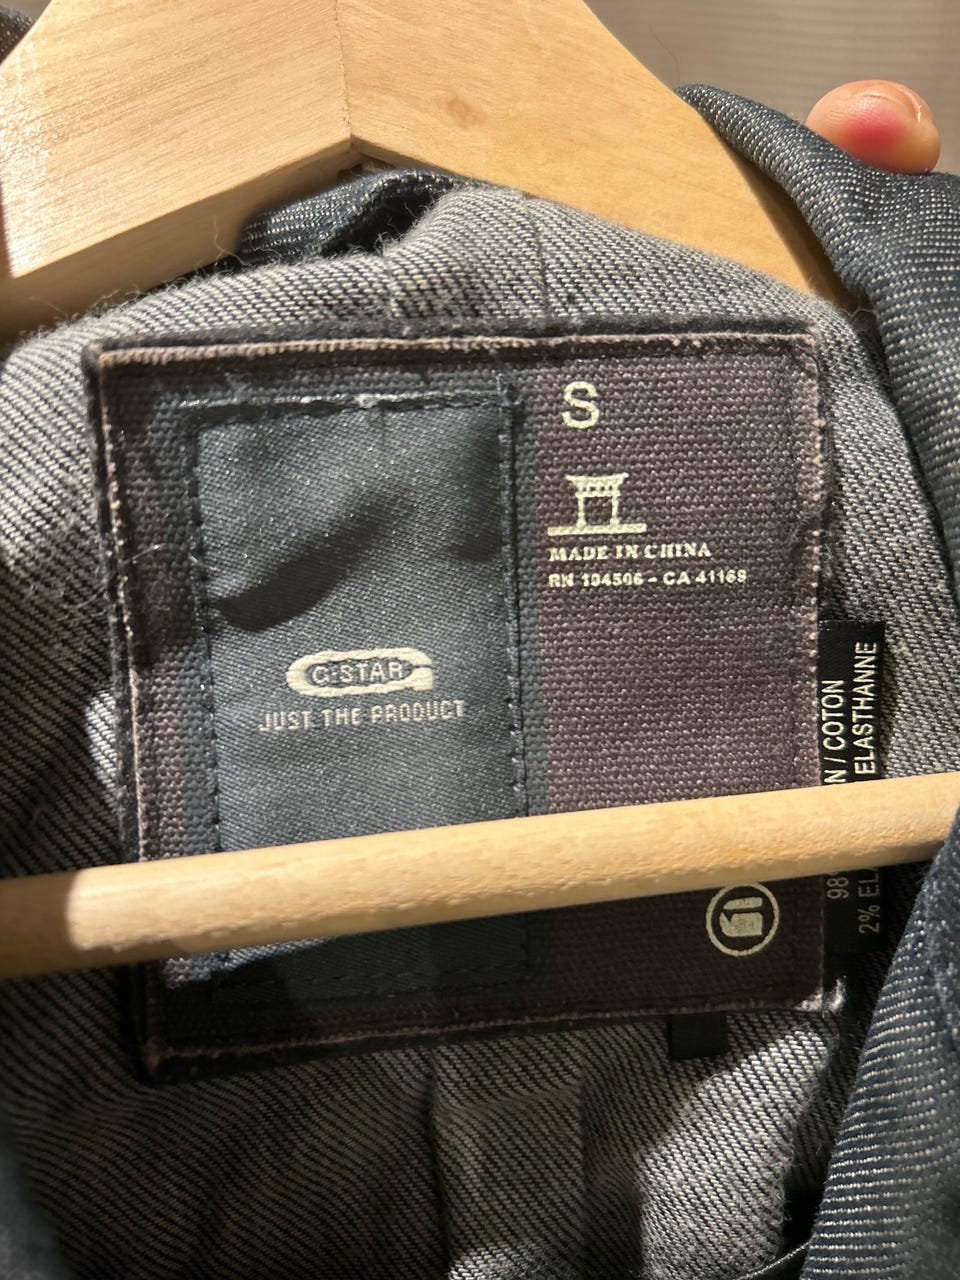 S
MADE IN CHINA
RN 104506 - CA 41169
G-STAR
JUST THE PRODUCT
N / COTON
ELASTHANNE
98
2% EL